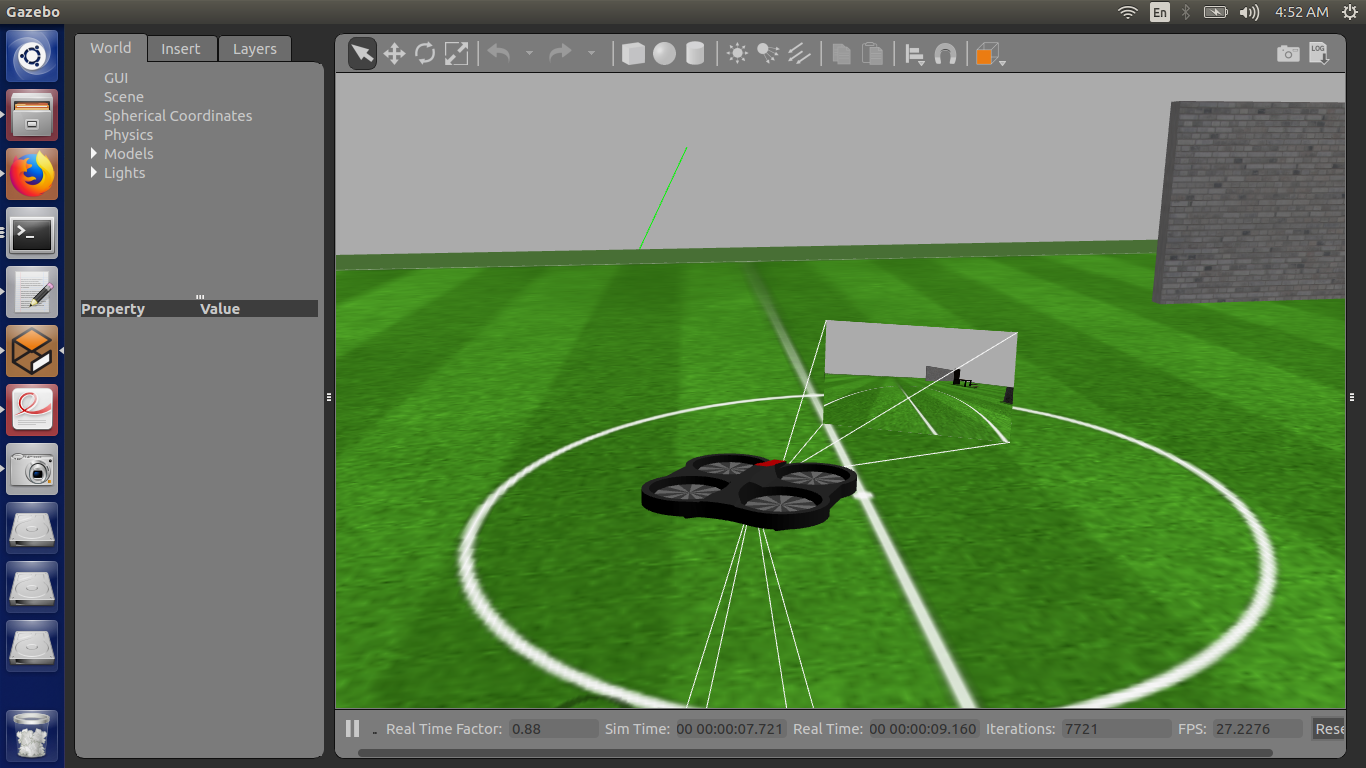 Gazebo
En
4:52 AM
World Insert Layers
LOG
GUI
Scene
Spherical Coordinates
Physics
Models
Lights
Property Value
Real Time Factor: 0.88 Sim Time: 00 00:00:07.721 Real Time: 00 00:00:09.160 Iterations: 7721 FPS: 27.2276 Rese